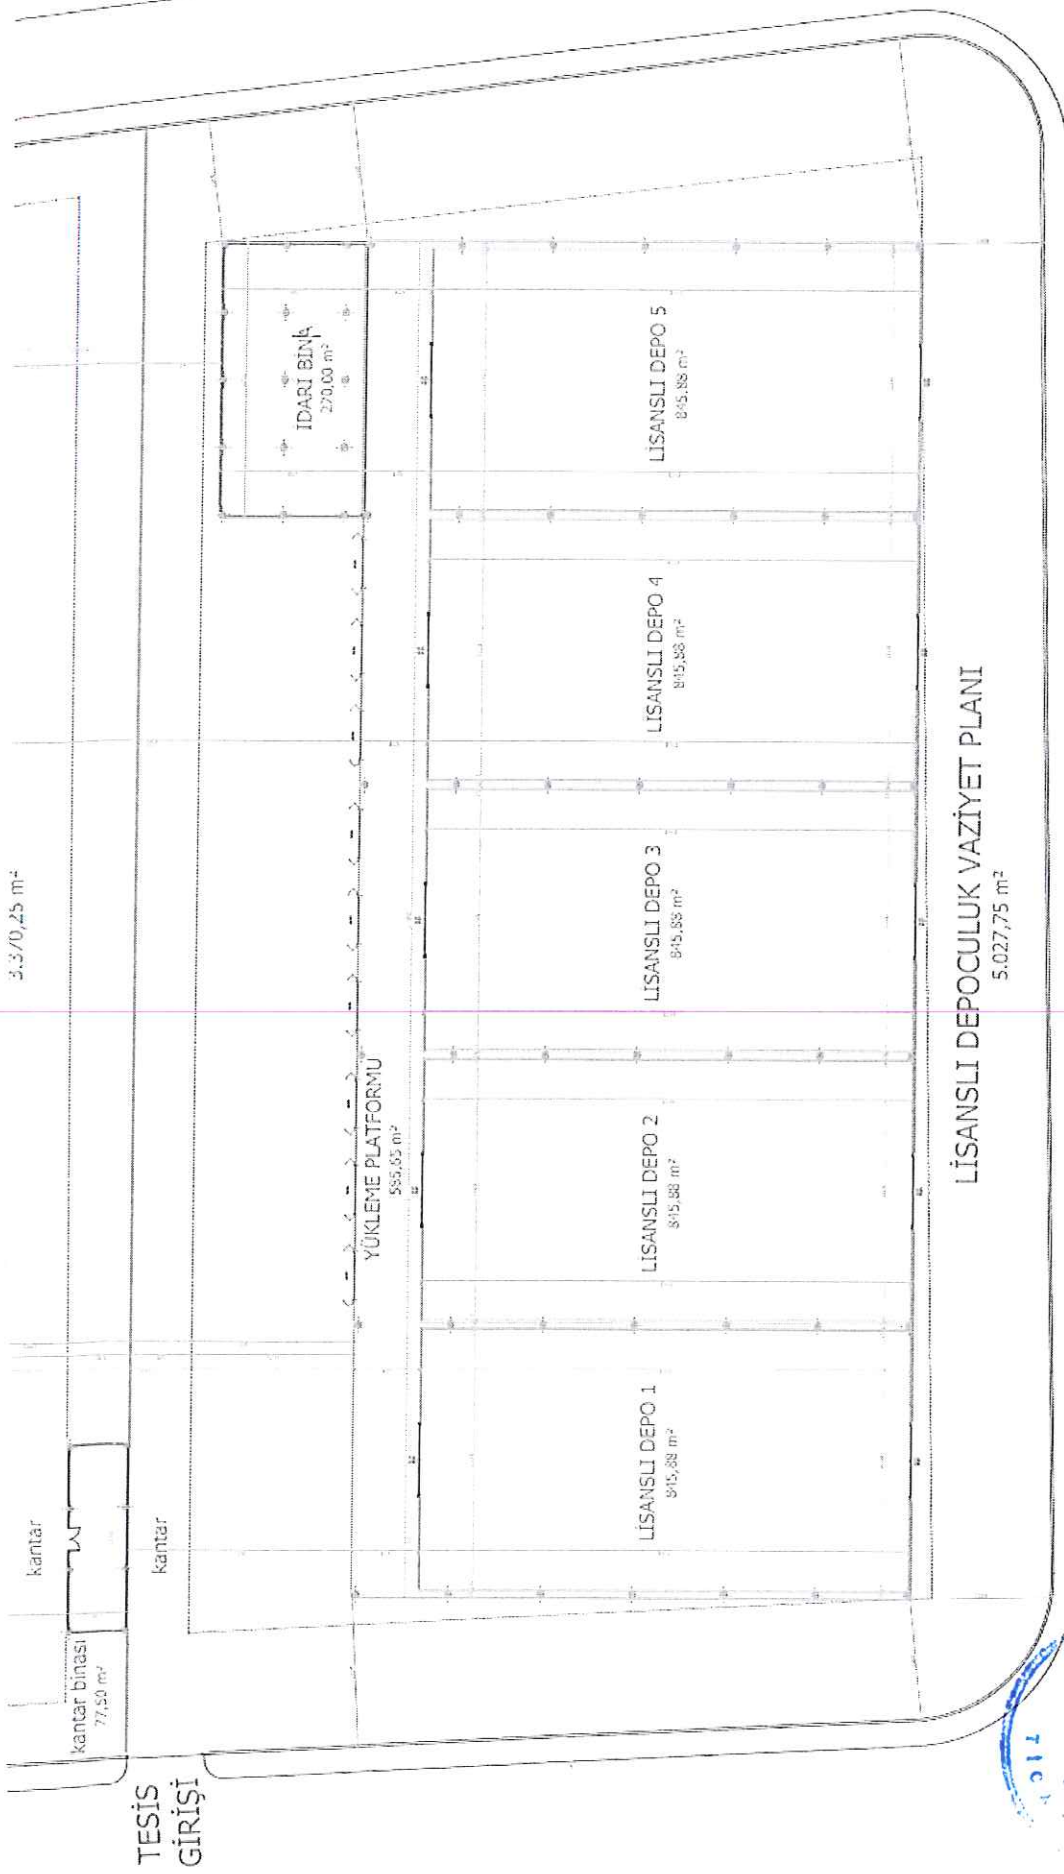 3.370,25 m²
kantar
kantar binası
77,50 m²
kantar
TESİS
GİRİŞİ
İDARİ BİNA
270,00 m²
YÜKLEME PLATFORMU
595,65 m²
LİSANSLI DEPO 1
845,88 m²
LİSANSLI DEPO 2
845,88 m²
LİSANSLI DEPO 3
845,88 m²
LİSANSLI DEPO 4
845,88 m²
LİSANSLI DEPO 5
845,88 m²
LİSANSLI DEPOCULUK VAZİYET PLANI
5.027,75 m²